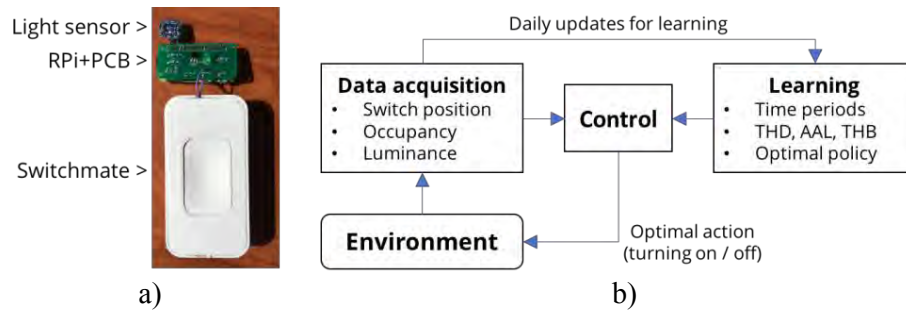 Light sensor >
RPi+PCB >
Switchmate >
a)
Daily updates for learning
Data acquisition
• Switch position
• Occupancy
• Luminance
Control
Learning
• Time periods
• THD, AAL, THB
• Optimal policy
Environment
Optimal action
(turning on / off)
b)